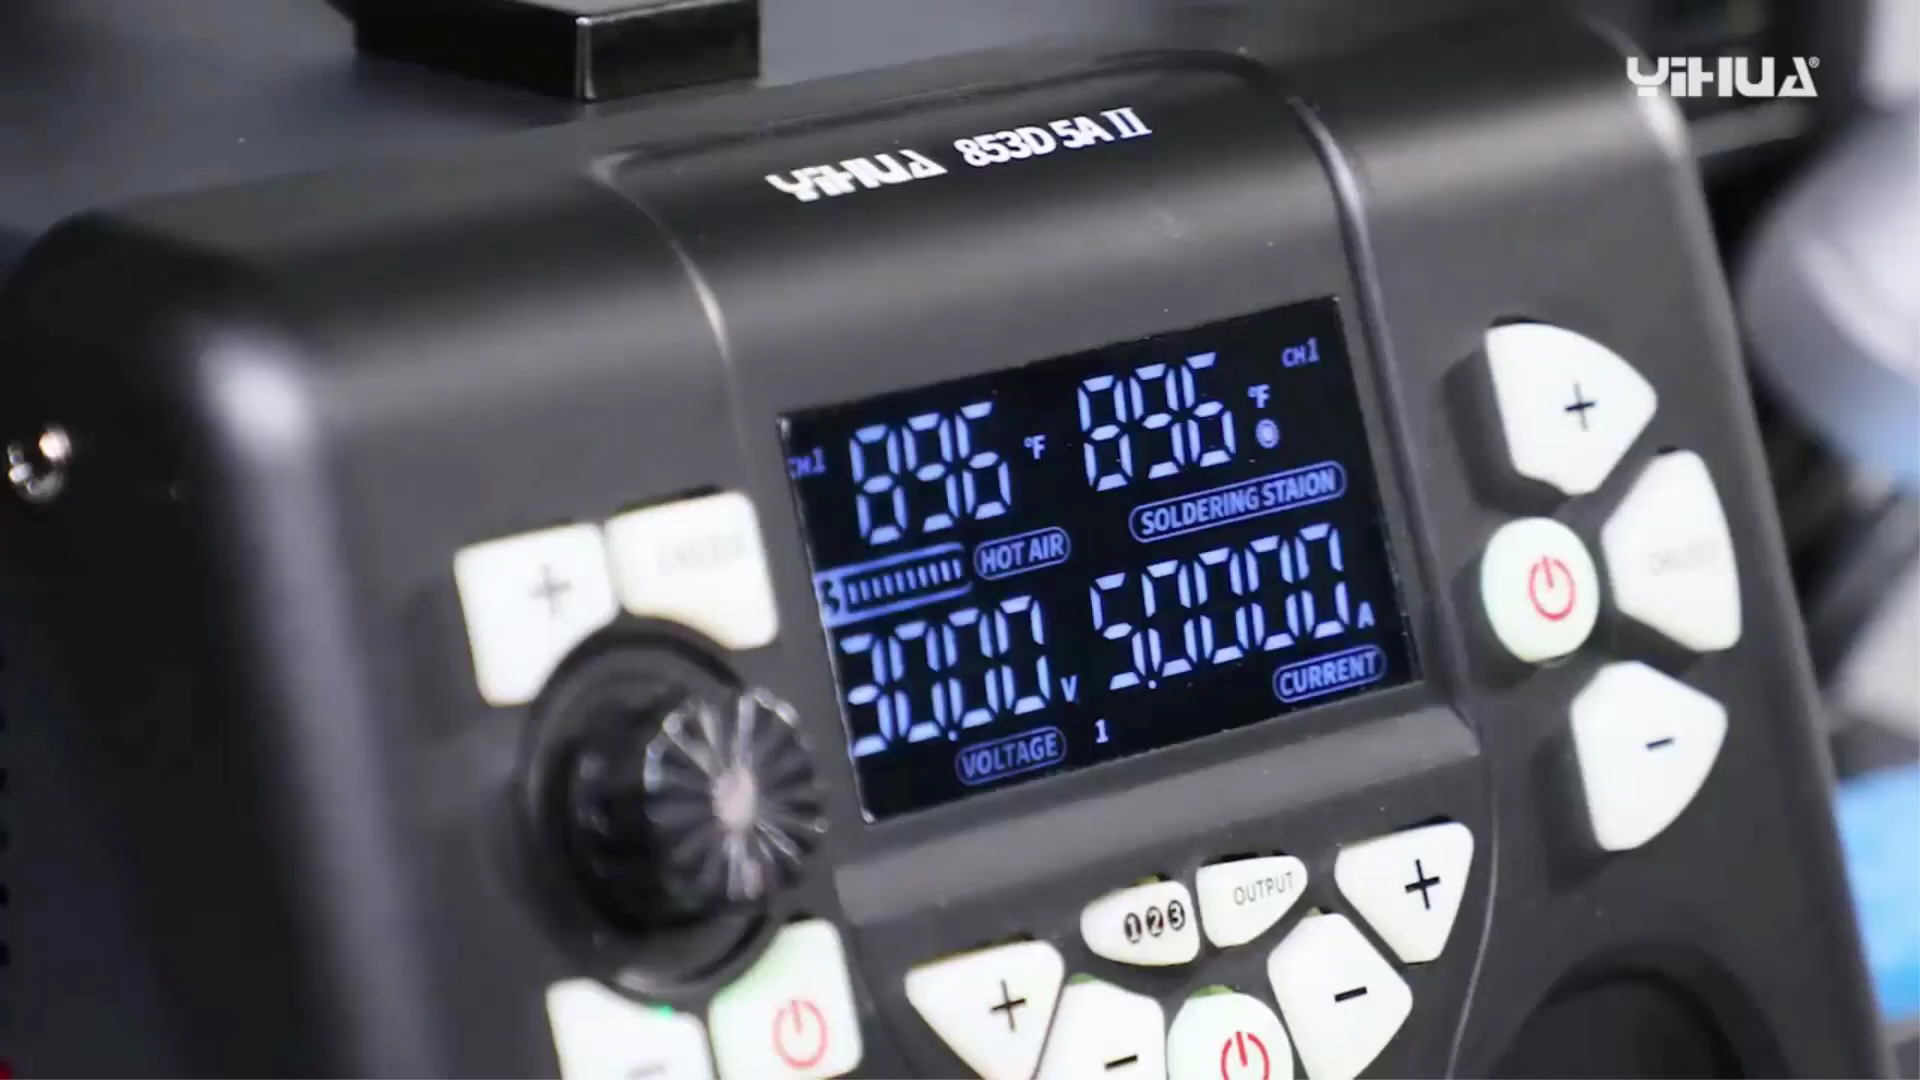 YIHUA®
YIHUA 853D 5A II
CH1 896 °F
896 °F CH1
HOT AIR
SOLDERING STAION
30.00 V
5.000 A
VOLTAGE
1
CURRENT
+
+
-
123
OUTPUT
+
+
-
-